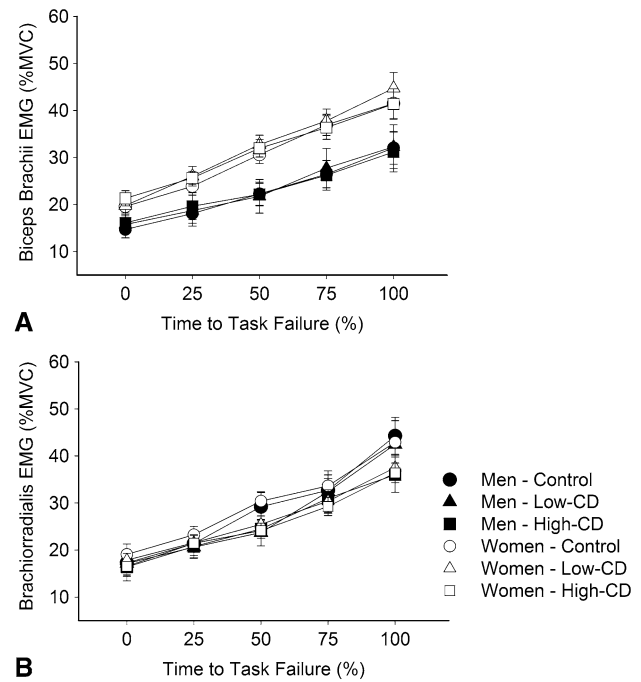 60
50
40
30
20
10
Biceps Brachii EMG (%MVC)
0 25 50 75 100
A
Time to Task Failure (%)
60
50
40
30
20
10
Brachiorradialis EMG (%MVC)
0 25 50 75 100
B
Time to Task Failure (%)
Men - Control
Men - Low-CD
Men - High-CD
Women - Control
Women - Low-CD
Women - High-CD